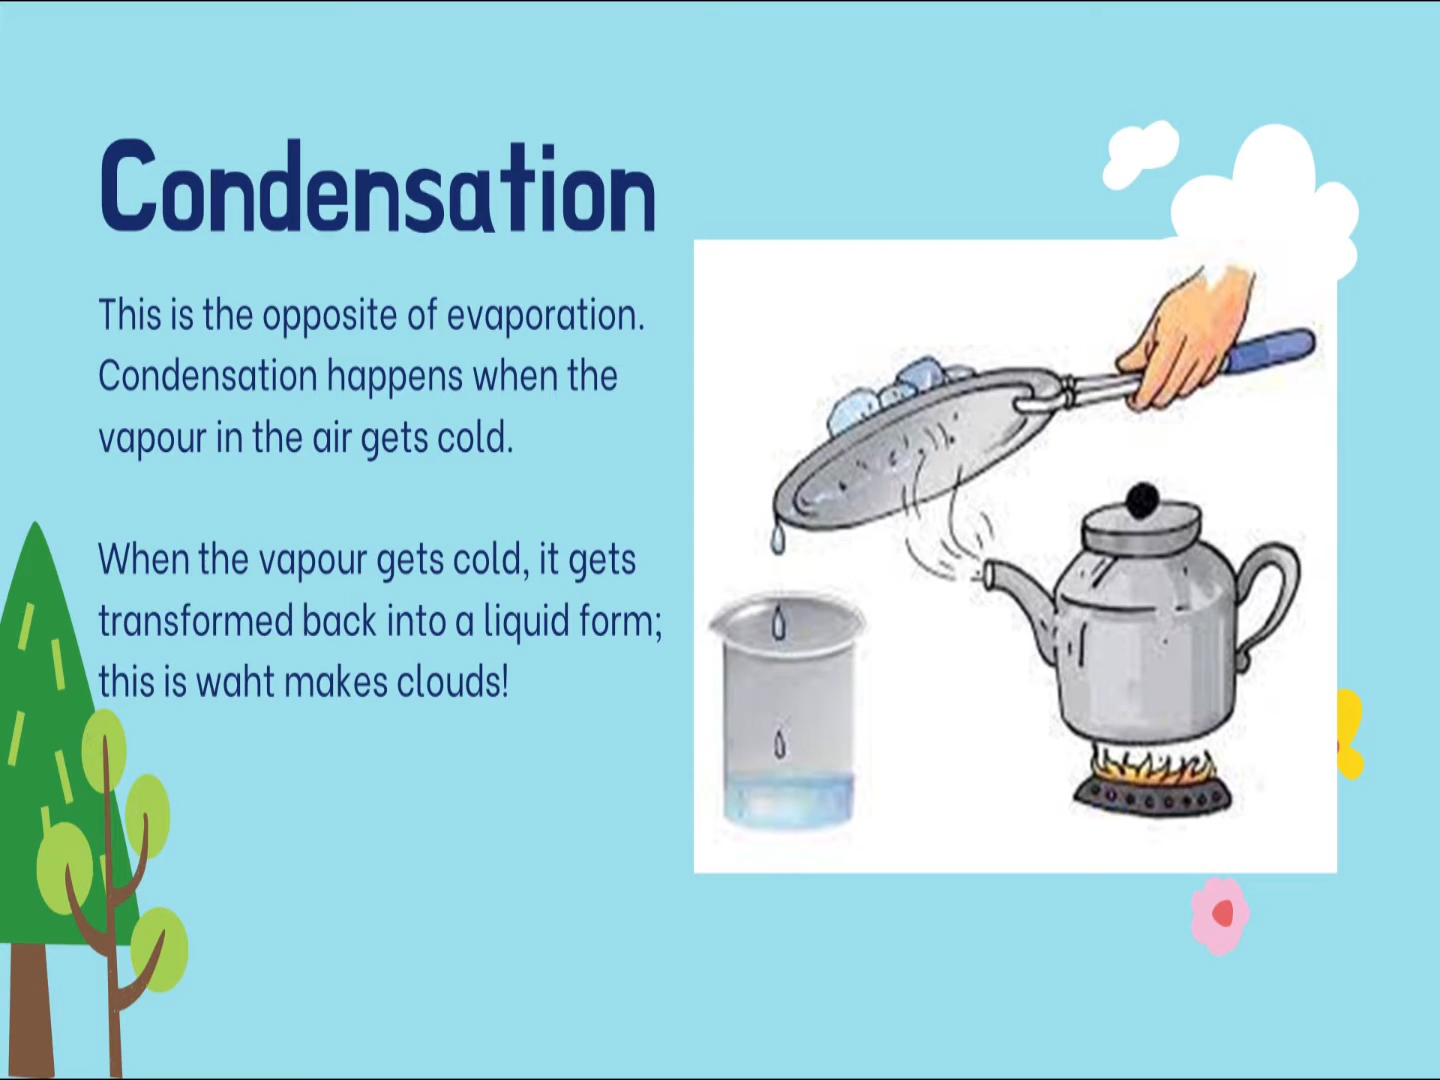 Condensation
This is the opposite of evaporation.
Condensation happens when the
vapour in the air gets cold.
When the vapour gets cold, it gets
transformed back into a liquid form;
this is waht makes clouds!